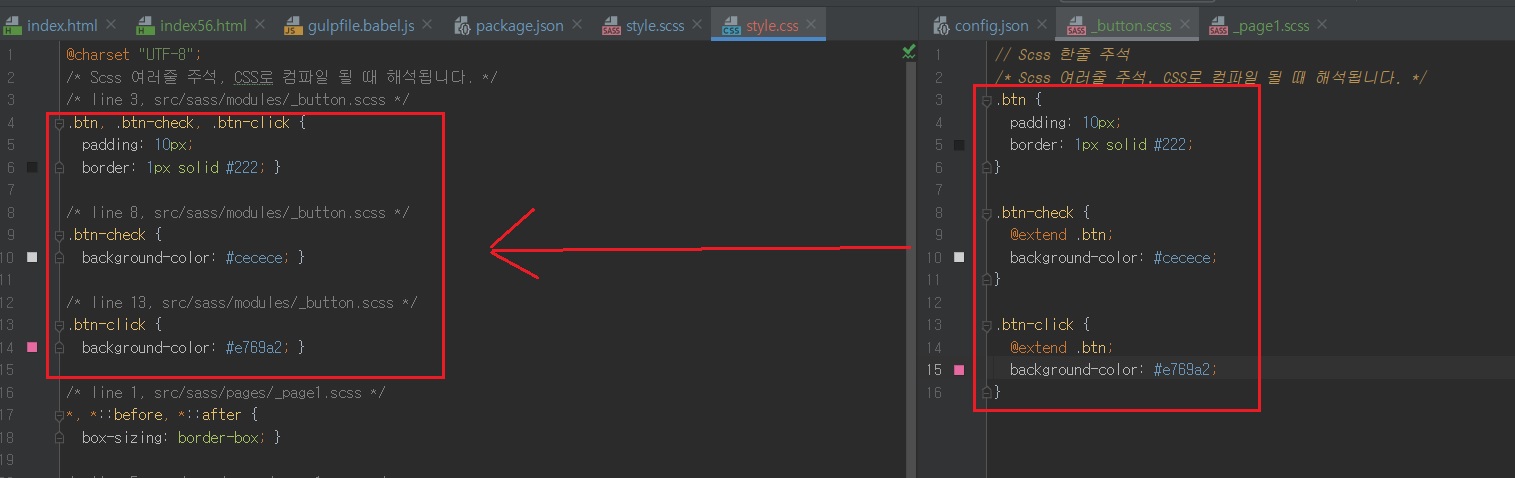 index.html
index56.html
gulpfile.babel.js
package.json
style.scss
style.css
1 @charset "UTF-8";
2 /* Scss 여러줄 주석, CSS로 컴파일 될 때 해석됩니다. */
3 /* line 3, src/sass/modules/_button.scss */
4 .btn, .btn-check, .btn-click {
5 padding: 10px;
6 border: 1px solid #222; }
7
8 /* line 8, src/sass/modules/_button.scss */
9 .btn-check {
10 background-color: #cecece; }
11
12 /* line 13, src/sass/modules/_button.scss */
13 .btn-click {
14 background-color: #e769a2; }
15
16 /* line 1, src/sass/pages/_page1.scss */
17 *, *::before, *::after {
18 box-sizing: border-box; }
19
config.json
_button.scss
_page1.scss
1 // Scss 한줄 주석
2 /* Scss 여러줄 주석, CSS로 컴파일 될 때 해석됩니다. */
3 .btn {
4 padding: 10px;
5 border: 1px solid #222;
6 }
7
8 .btn-check {
9 @extend .btn;
10 background-color: #cecece;
11 }
12
13 .btn-click {
14 @extend .btn;
15 background-color: #e769a2;
16 }